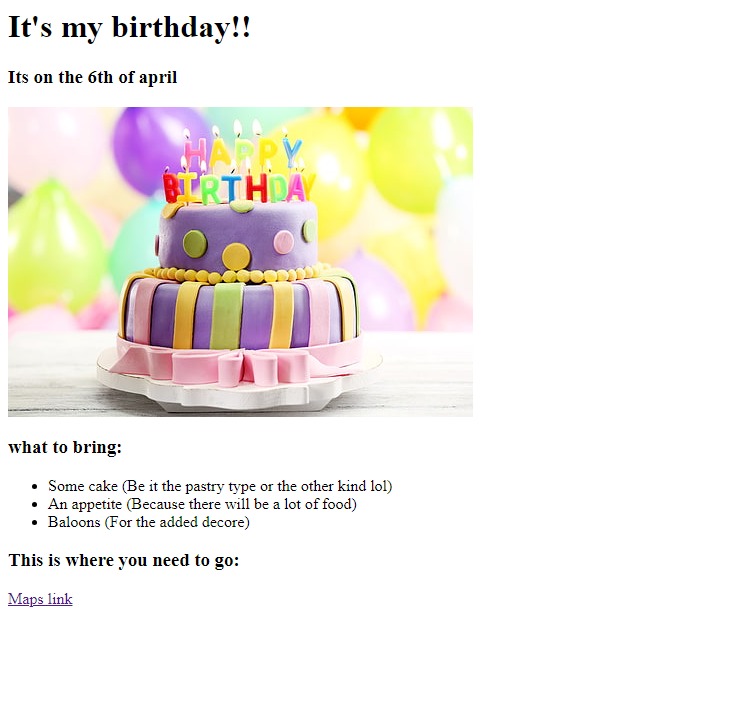 It's my birthday!!
Its on the 6th of april
HAPPY
BIRTHDAY
what to bring:
Some cake (Be it the pastry type or the other kind lol)
An appetite (Because there will be a lot of food)
Baloons (For the added decore)
This is where you need to go:
Maps link